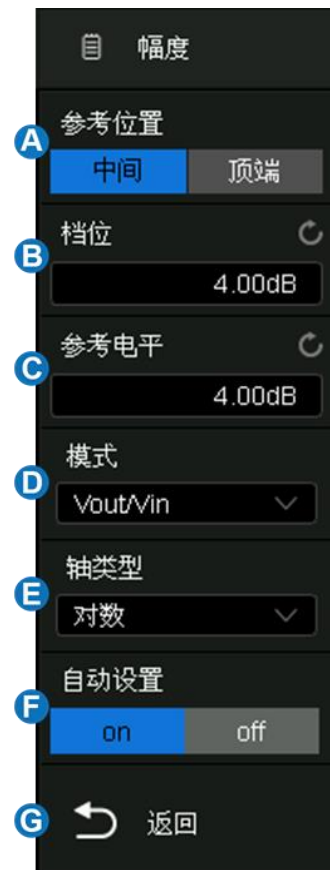 幅度
A
参考位置
中间 顶端
B
档位
4.00dB
C
参考电平
4.00dB
D
模式
Vout/Vin
E
轴类型
对数
F
自动设置
on off
G
返回